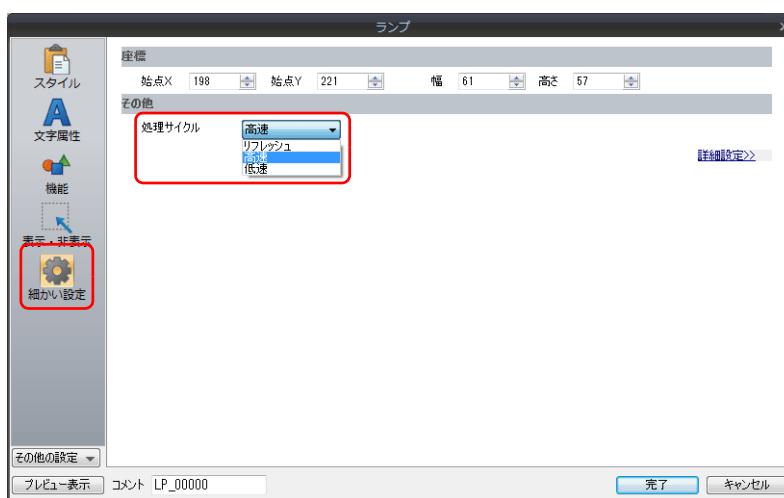 ランプ
スタイル
文字属性
機能
表示・非表示
細かい設定
その他の設定
プレビュー表示
座標
始点X 198 始点Y 221 幅 61 高さ 57
その他
処理サイクル 高速
リフレッシュ
高速
低速
詳細設定>>
コメント LP_00000
完了 キャンセル